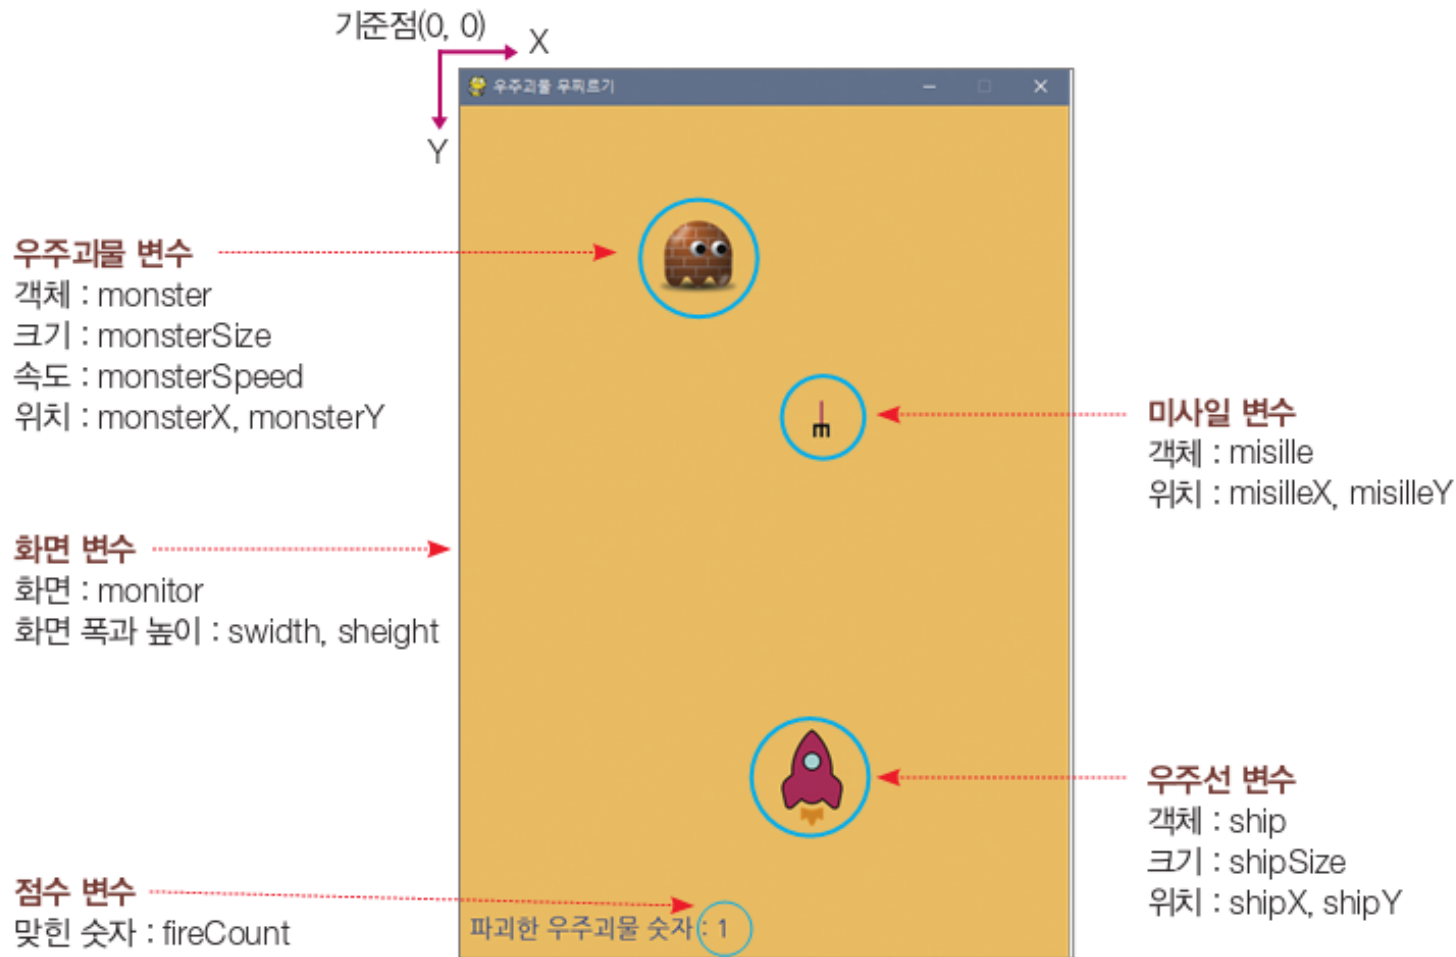 기준점(0, 0)
X
Y
우주괴물 무찌르기
우주괴물 변수
객체 : monster
크기 : monsterSize
속도 : monsterSpeed
위치 : monsterX, monsterY
미사일 변수
객체 : misille
위치 : misilleX, misilleY
화면 변수
화면 : monitor
화면 폭과 높이 : swidth, sheight
우주선 변수
객체 : ship
크기 : shipSize
위치 : shipX, shipY
점수 변수
맞힌 숫자 : fireCount
파괴한 우주괴물 숫자 : 1